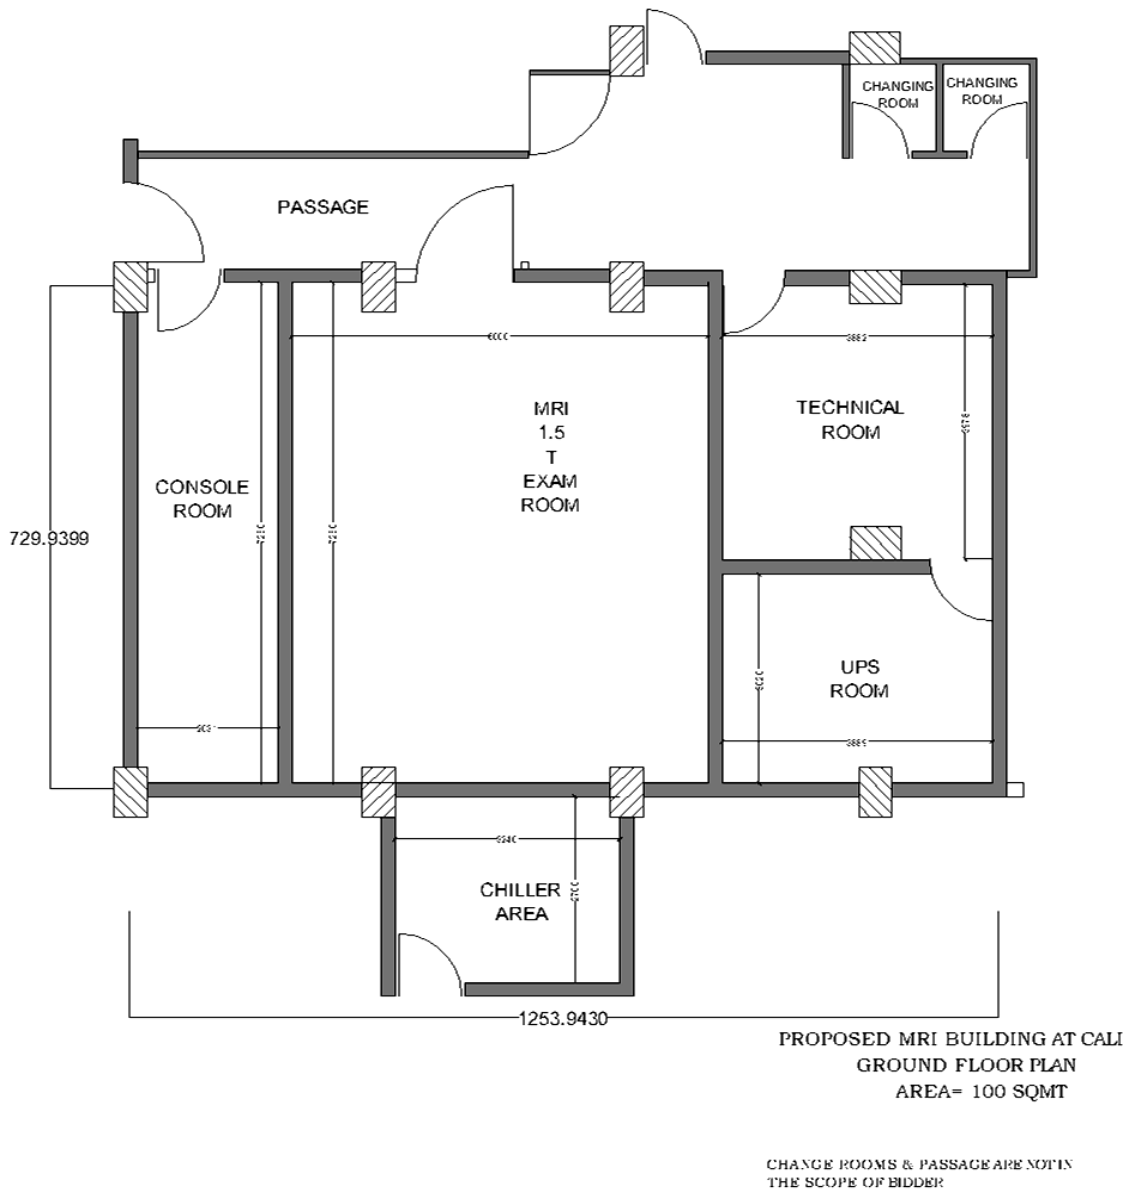 CHANGING
ROOM
CHANGING
ROOM
PASSAGE
6000
3882
MRI
1.5
T
EXAM
ROOM
TECHNICAL
ROOM
CONSOLE
ROOM
729.9399
UPS
ROOM
CHILLER
AREA
1253.9430
PROPOSED MRI BUILDING AT CALI
GROUND FLOOR PLAN
AREA= 100 SQMT
CHANGE ROOMS & PASSAGE ARE NOT IN
THE SCOPE OF BIDDER